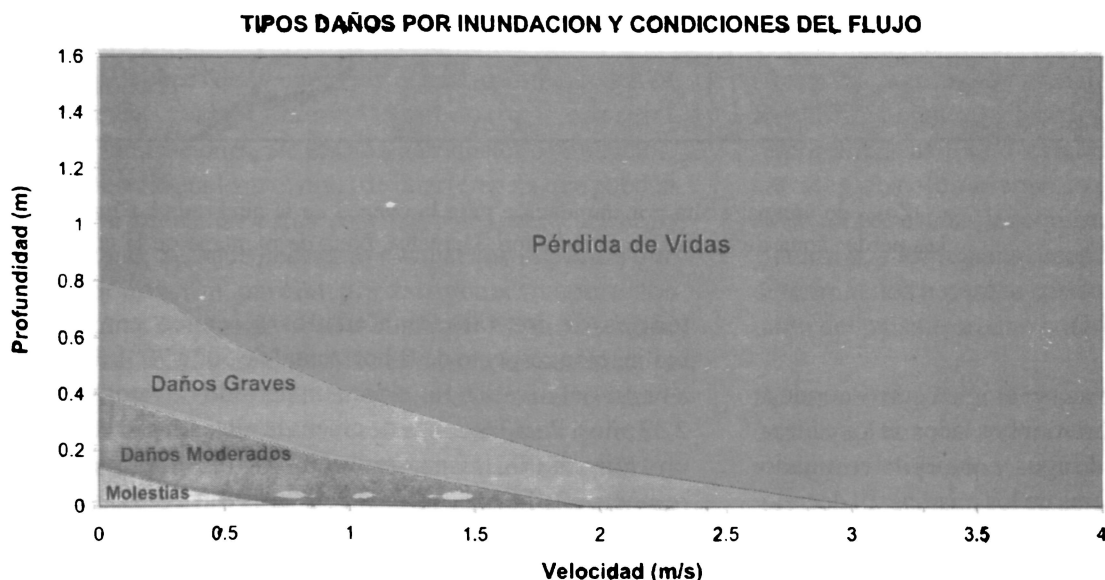 TIPOS DAÑOS POR INUNDACION Y CONDICIONES DEL FLUJO
1.6
1.4
1.2
1
0.8
0.6
0.4
0.2
0
Profundidad (m)
Pérdida de Vidas
Daños Graves
Daños Moderados
Molestías
0 0.5 1 1.5 2 2.5 3 3.5 4
Velocidad (m/s)